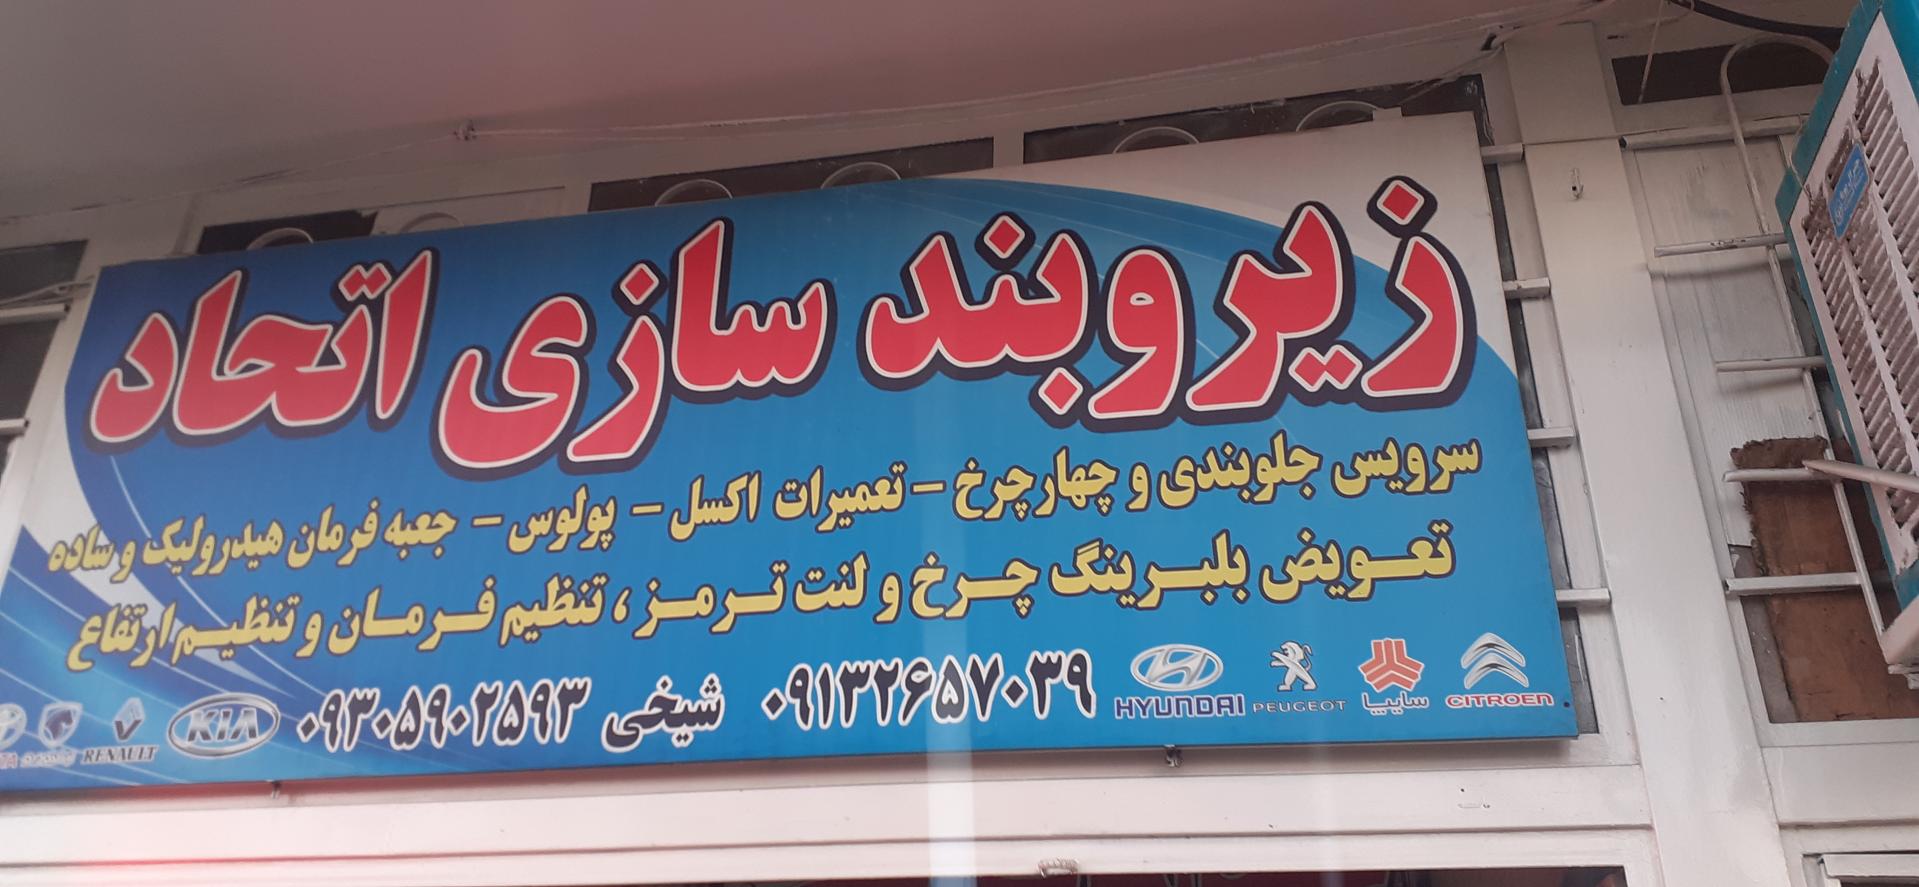 زیروبند سازی اتحاد
سرویس جلوبندی و چهارچرخ - تعمیرات اکسل - پولوس - جعبه فرمان هیدرولیک و ساده
تعویض بلبرینگ چرخ و لنت ترمز ، تنظیم فرمان و تنظیم ارتفاع
۰۹۱۳۲۶۵۷۰۳۹ شیخی ۰۹۳۰۵۹۰۲۵۹۳
CITROEN سایپا PEUGEOT HYUNDAI KIA RENAULT